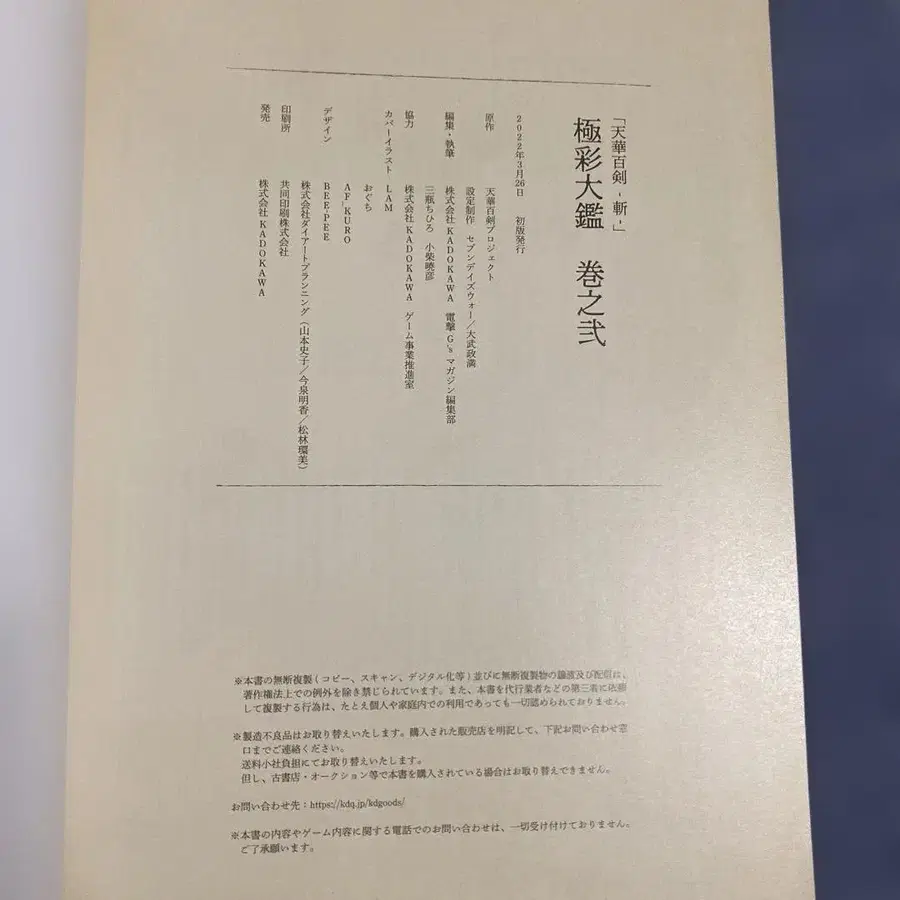 「天華百剣 -斬-」
極彩大鑑 巻之弐
2022年3月26日 初版発行
原作 天華百剣プロジェクト
設定制作 セブンデイズウォー/大武政満
編集・執筆 株式会社KADOKAWA 電撃G'sマガジン編集部
三瓶ちひろ 小柴暁彦
協力 株式会社KADOKAWA ゲーム事業推進室
カバーイラスト LAM
おぐち
AF_KURO
デザイン BEE-PEE
株式会社ダイアートプランニング(山本史子/今泉明香/松林環美)
印刷所 共同印刷株式会社
発売 株式会社KADOKAWA
※本書の無断複製(コピー、スキャン、デジタル化等)並びに無断複製物の譲渡及び配信は、
著作権法上での例外を除き禁じられています。また、本書を代行業者などの第三者に依頼
して複製する行為は、たとえ個人や家庭内での利用であっても一切認められておりません。
※製造不良品はお取り替えいたします。購入された販売店を明記して、下記お問い合わせ窓
口までご連絡ください。
送料小社負担にてお取り替えいたします。
但し、古書店・オークション等で本書を購入されている場合はお取り替えできません。
お問い合わせ先:https://kdq.jp/kdgoods/
※本書の内容やゲーム内容に関する電話でのお問い合わせは、一切受け付けておりません。
ご了承願います。